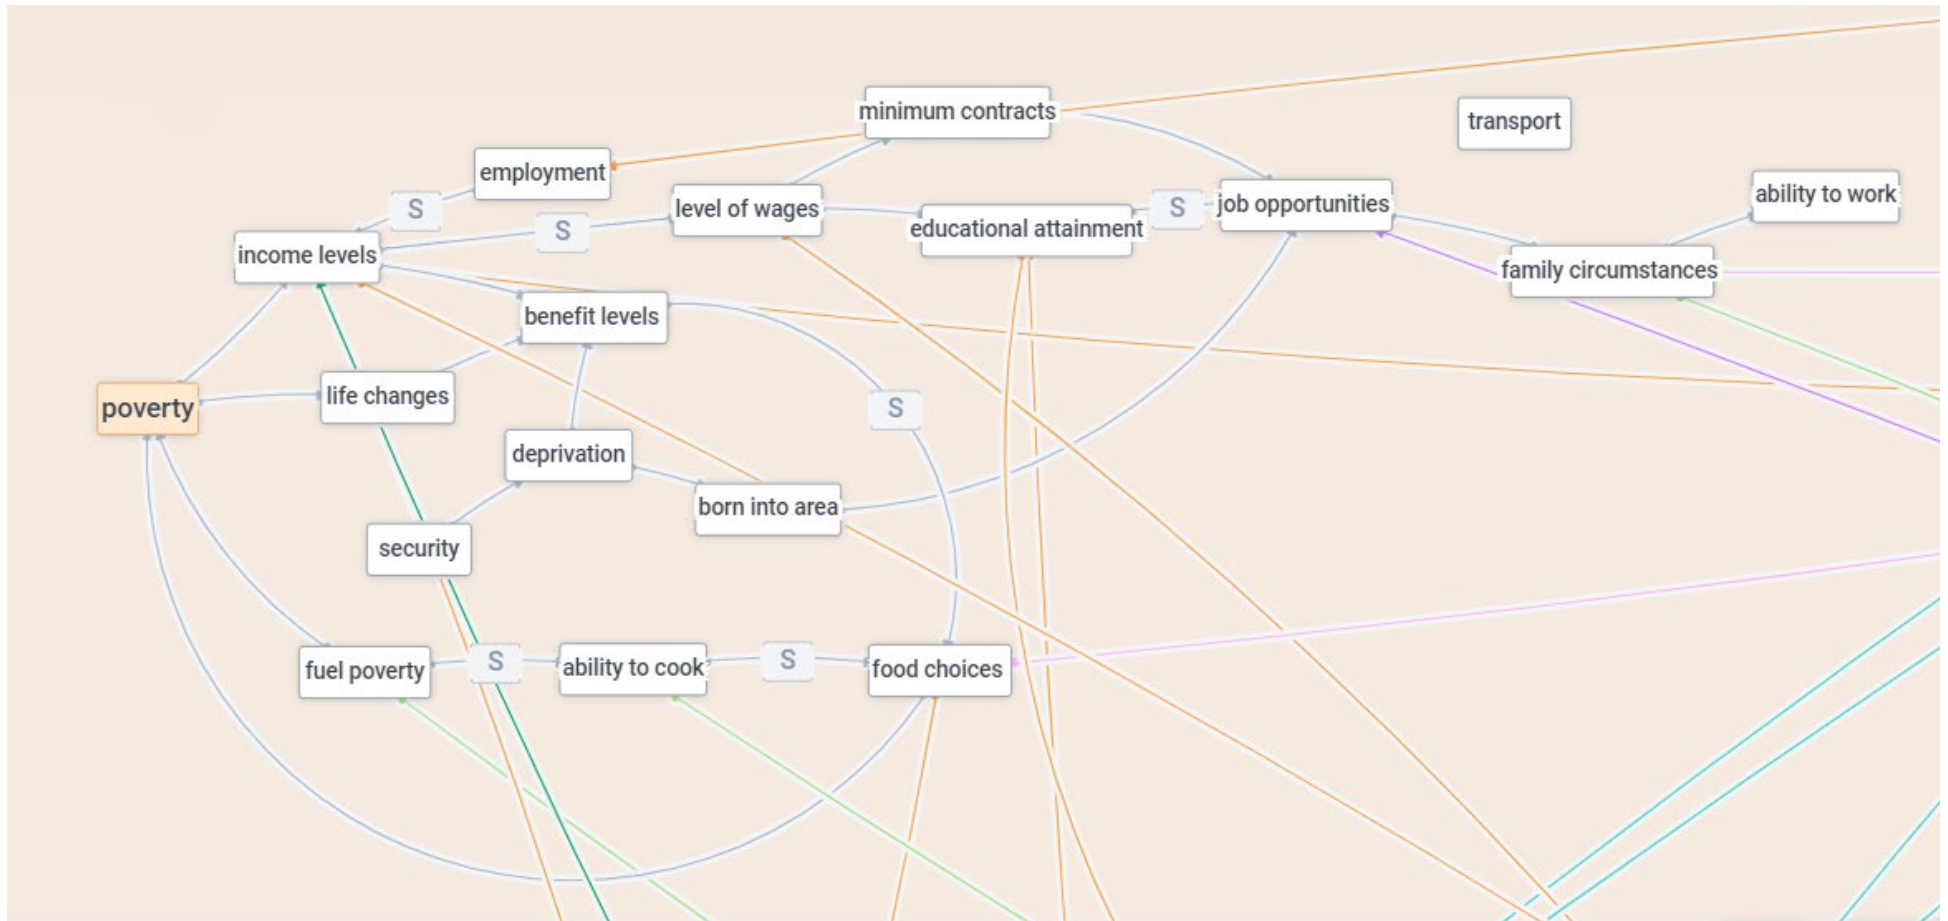 minimum contracts
transport
employment
ability to work
S
level of wages
S
job opportunities
S
educational attainment
income levels
family circumstances
benefit levels
life changes
poverty
S
deprivation
born into area
security
fuel poverty
S
ability to cook
S
food choices